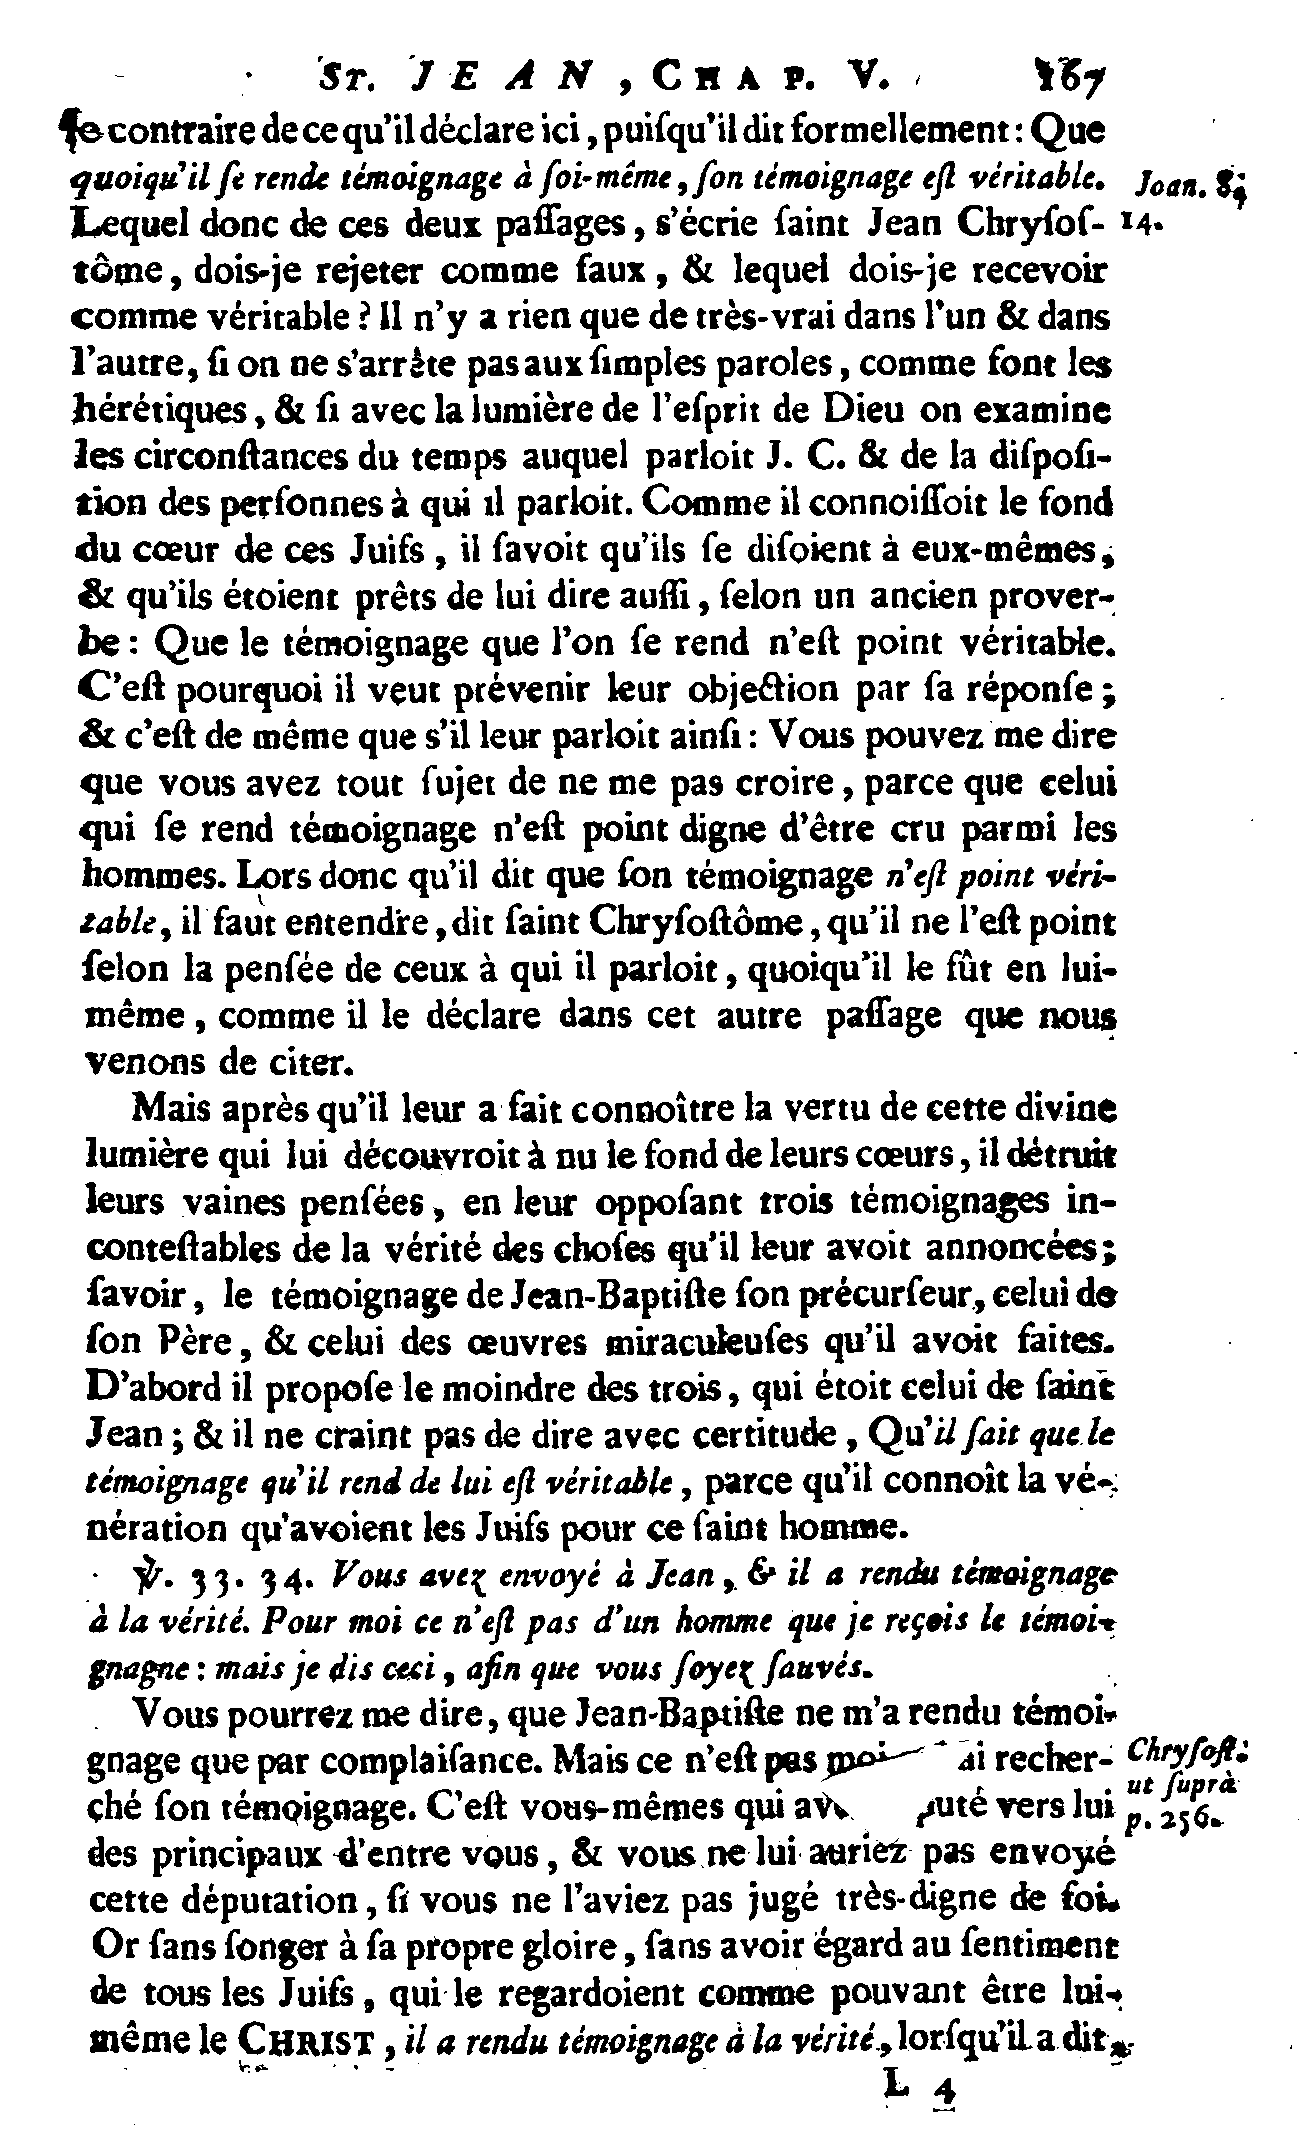 ST. JEAN, CHAP. V. 167
le contraire de ce qu'il déclare ici, puiſqu'il dit formellement: Que
quoiqu'il ſe rende témoignage à ſoi-même, ſon témoignage eſt véritable.
Joan. 8,
14.
Lequel donc de ces deux paſſages, s'écrie ſaint Jean Chryſoſ-
tôme, dois-je rejeter comme faux, & lequel dois-je recevoir
comme véritable? Il n'y a rien que de très-vrai dans l'un & dans
l'autre, ſi on ne s'arrête pas aux ſimples paroles, comme font les
hérétiques, & ſi avec la lumière de l'eſprit de Dieu on examine
les circonſtances du temps auquel parloit J. C. & de la diſpoſi-
tion des perſonnes à qui il parloit. Comme il connoiſſoit le fond
du cœur de ces Juifs, il ſavoit qu'ils ſe diſoient à eux-mêmes,
& qu'ils étoient prêts de lui dire auſſi, ſelon un ancien prover-
be: Que le témoignage que l'on ſe rend n'eſt point véritable.
C'eſt pourquoi il veut prévenir leur objection par ſa réponſe;
& c'eſt de même que s'il leur parloit ainſi: Vous pouvez me dire
que vous avez tout ſujet de ne me pas croire, parce que celui
qui ſe rend témoignage n'eſt point digne d'être cru parmi les
hommes. Lors donc qu'il dit que ſon témoignage n'eſt point véri-
table, il faut entendre, dit ſaint Chryſoſtôme, qu'il ne l'eſt point
ſelon la penſée de ceux à qui il parloit, quoiqu'il le fût en lui-
même, comme il le déclare dans cet autre paſſage que nous
venons de citer.
Mais après qu'il leur a fait connoître la vertu de cette divine
lumière qui lui découvroit à nu le fond de leurs cœurs, il détruit
leurs vaines penſées, en leur oppoſant trois témoignages in-
conteſtables de la vérité des choſes qu'il leur avoit annoncées;
ſavoir, le témoignage de Jean-Baptiſte ſon précurſeur, celui de
ſon Père, & celui des œuvres miraculeuſes qu'il avoit faites.
D'abord il propoſe le moindre des trois, qui étoit celui de ſaint
Jean; & il ne craint pas de dire avec certitude, Qu'il ſait que le
témoignage qu'il rend de lui eſt véritable, parce qu'il connoît la vé-
nération qu'avoient les Juifs pour ce ſaint homme.
℣. 33. 34. Vous avez envoyé à Jean, & il a rendu témoignage
à la vérité. Pour moi ce n'eſt pas d'un homme que je reçois le témoi-
gnagne: mais je dis ceci, afin que vous ſoyez ſauvés.
Vous pourrez me dire, que Jean-Baptiſte ne m'a rendu témoi-
gnage que par complaiſance. Mais ce n'eſt pas moi ai recher-
Chryſoſt.
ut ſuprà
p. 256.
ché ſon témoignage. C'eſt vous-mêmes qui av uté vers lui
des principaux d'entre vous, & vous ne lui auriez pas envoyé
cette députation, ſi vous ne l'aviez pas jugé très-digne de foi.
Or ſans ſonger à ſa propre gloire, ſans avoir égard au ſentiment
de tous les Juifs, qui le regardoient comme pouvant être lui-
même le CHRIST, il a rendu témoignage à la vérité, lorſqu'il a dit,
L 4